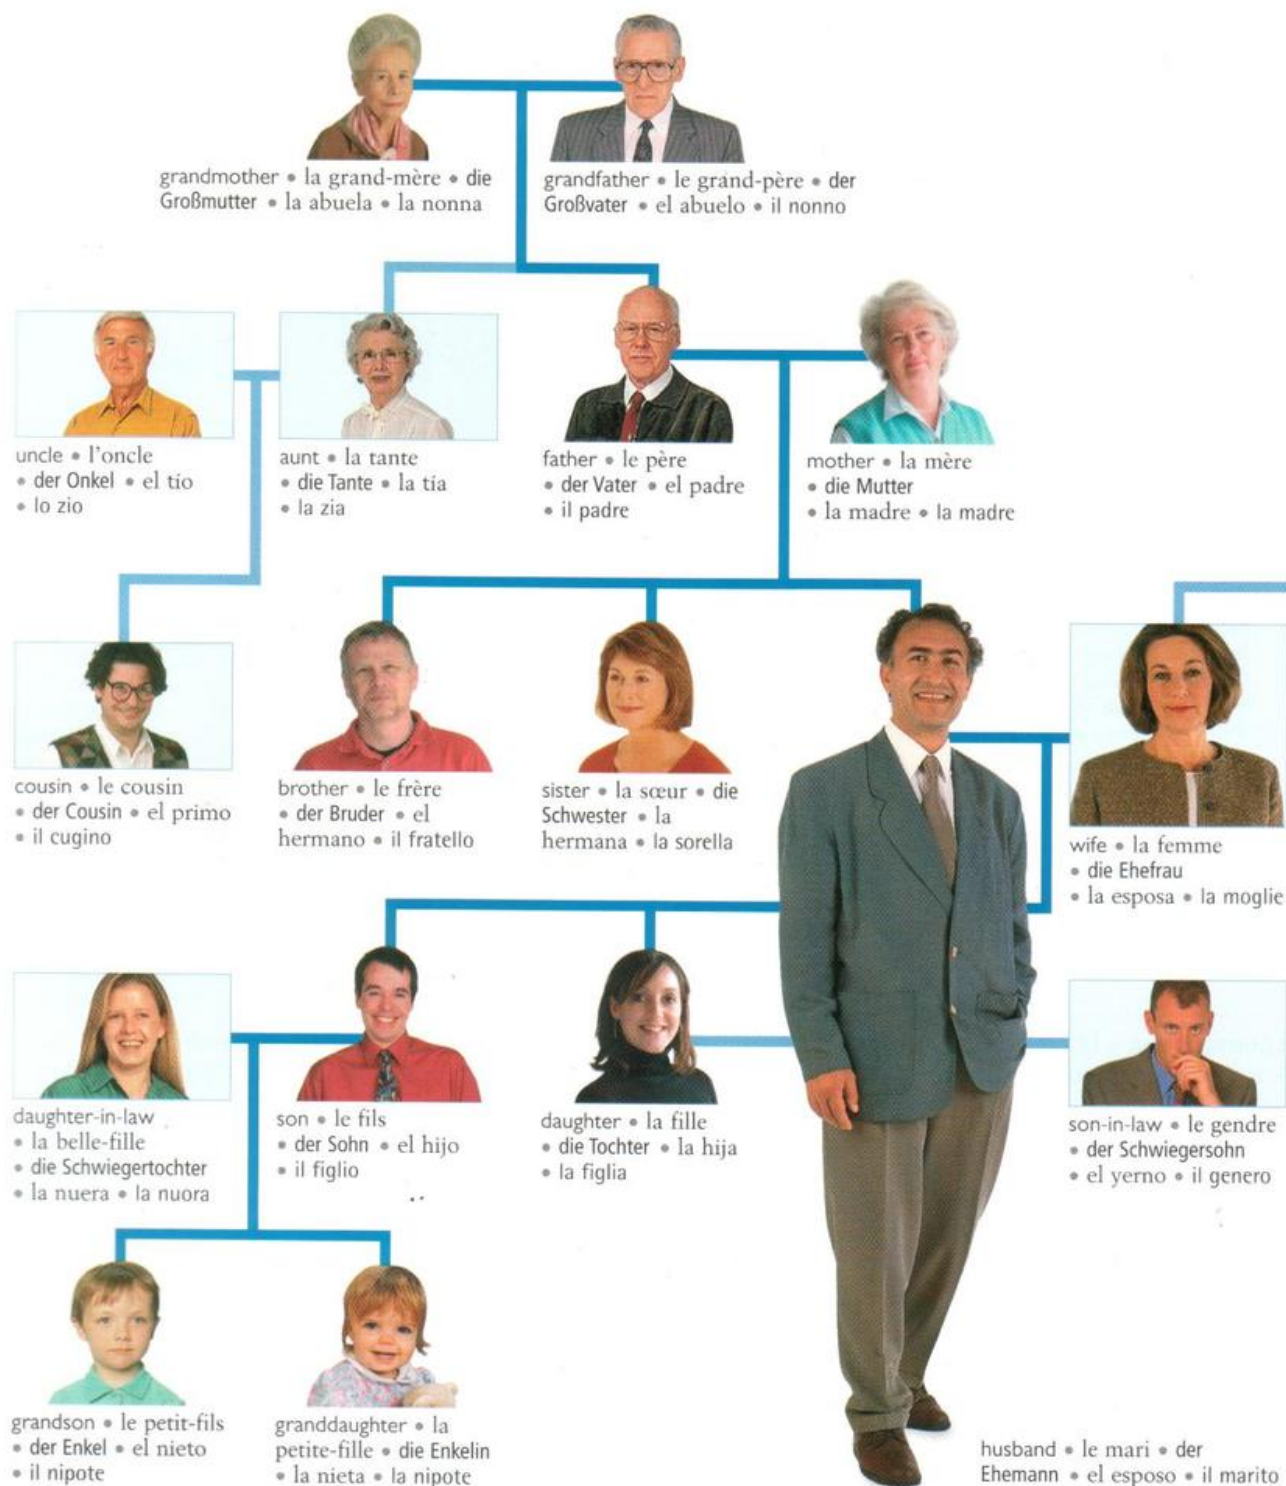 grandmother • la grand-mère • die
Großmutter • la abuela • la nonna
grandfather • le grand-père • der
Großvater • el abuelo • il nonno
uncle • l'oncle
• der Onkel • el tío
• lo zio
aunt • la tante
• die Tante • la tía
• la zia
father • le père
• der Vater • el padre
• il padre
mother • la mère
• die Mutter
• la madre • la madre
cousin • le cousin
• der Cousin • el primo
• il cugino
brother • le frère
• der Bruder • el
hermano • il fratello
sister • la sœur • die
Schwester • la
hermana • la sorella
wife • la femme
• die Ehefrau
• la esposa • la moglie
daughter-in-law
• la belle-fille
• die Schwiegertochter
• la nuera • la nuora
son • le fils
• der Sohn • el hijo
• il figlio
daughter • la fille
• die Tochter • la hija
• la figlia
son-in-law • le gendre
• der Schwiegersohn
• el yerno • il genero
grandson • le petit-fils
• der Enkel • el nieto
• il nipote
granddaughter • la
petite-fille • die Enkelin
• la nieta • la nipote
husband • le mari • der
Ehemann • el esposo • il marito